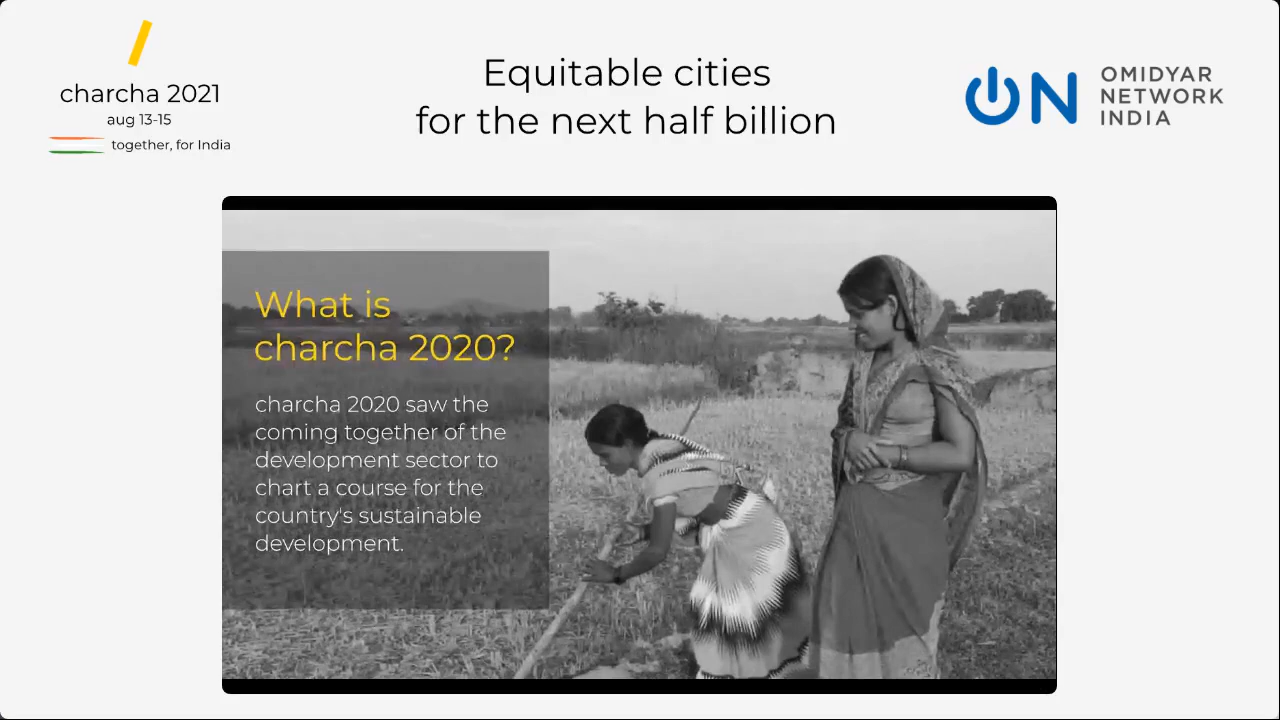 charcha 2021
aug 13-15
together, for India
Equitable cities
for the next half billion
ON
OMIDYAR
NETWORK
INDIA
What is
charcha 2020?
charcha 2020 saw the
coming together of the
development sector to
chart a course for the
country's sustainable
development.